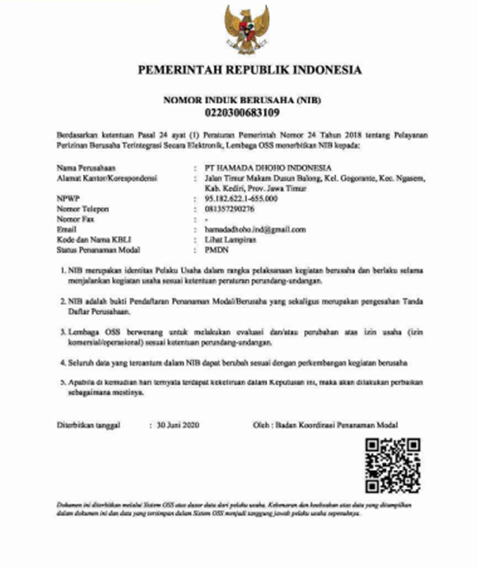 PEMERINTAH REPUBLIK INDONESIA
NOMOR INDUK BERUSAHA (NIB)
0220300683109
Berdasarkan ketentuan Pasal 24 ayat (1) Peraturan Pemerintah Nomor 24 Tahun 2018 tentang Pelayanan
Perizinan Berusaha Terintegrasi Secara Elektronik, Lembaga OSS menerbitkan NIB kepada:
Nama Perusahaan : PT HAMADA DHOHO INDONESIA
Alamat Kantor/Korespondensi : Jalan Timur Makam Dusun Balong, Kel. Gogorante, Kec. Ngasem,
Kab. Kediri, Prov. Jawa Timur
NPWP : 95.182.622.1-655.000
Nomor Telepon : 081357290276
Nomor Fax : -
Email : hamadadhoho.ind@gmail.com
Kode dan Nama KBLI : Lihat Lampiran
Status Penanaman Modal : PMDN
1. NIB merupakan identitas Pelaku Usaha dalam rangka pelaksanaan kegiatan berusaha dan berlaku selama
menjalankan kegiatan usaha sesuai ketentuan peraturan perundang-undangan.
2. NIB adalah bukti Pendaftaran Penanaman Modal/Berusaha yang sekaligus merupakan pengesahan Tanda
Daftar Perusahaan.
3. Lembaga OSS berwenang untuk melakukan evaluasi dan/atau perubahan atas izin usaha (izin
komersial/operasional) sesuai ketentuan perundang-undangan.
4. Seluruh data yang tercantum dalam NIB dapat berubah sesuai dengan perkembangan kegiatan berusaha
5. Apabila di kemudian hari ternyata terdapat kekeliruan dalam Keputusan ini, maka akan dilakukan perbaikan
sebagaimana mestinya.
Diterbitkan tanggal : 30 Juni 2020 Oleh : Badan Koordinasi Penanaman Modal
Dokumen ini diterbitkan melalui Sistem OSS atas dasar data dari pelaku usaha. Kebenaran dan keabsahan atas data yang ditampilkan
dalam dokumen ini dan data yang tersimpan dalam Sistem OSS menjadi tanggung jawab pelaku usaha sepenuhnya.